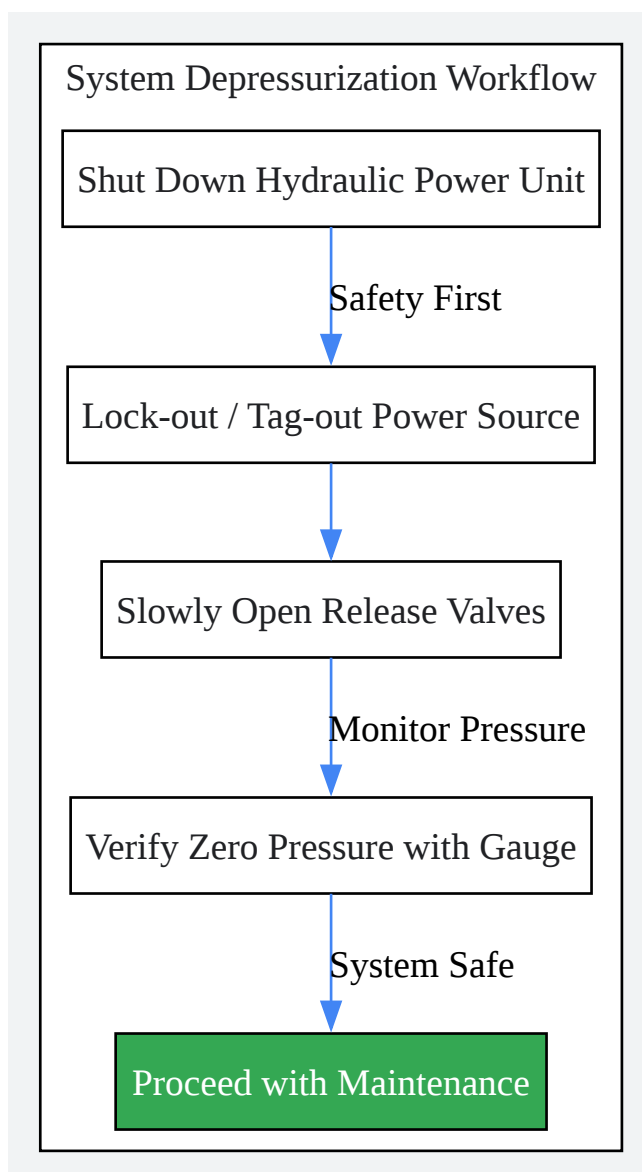 System Depressurization Workflow
Shut Down Hydraulic Power Unit
Safety First
Lock-out / Tag-out Power Source
Slowly Open Release Valves
Monitor Pressure
Verify Zero Pressure with Gauge
System Safe
Proceed with Maintenance